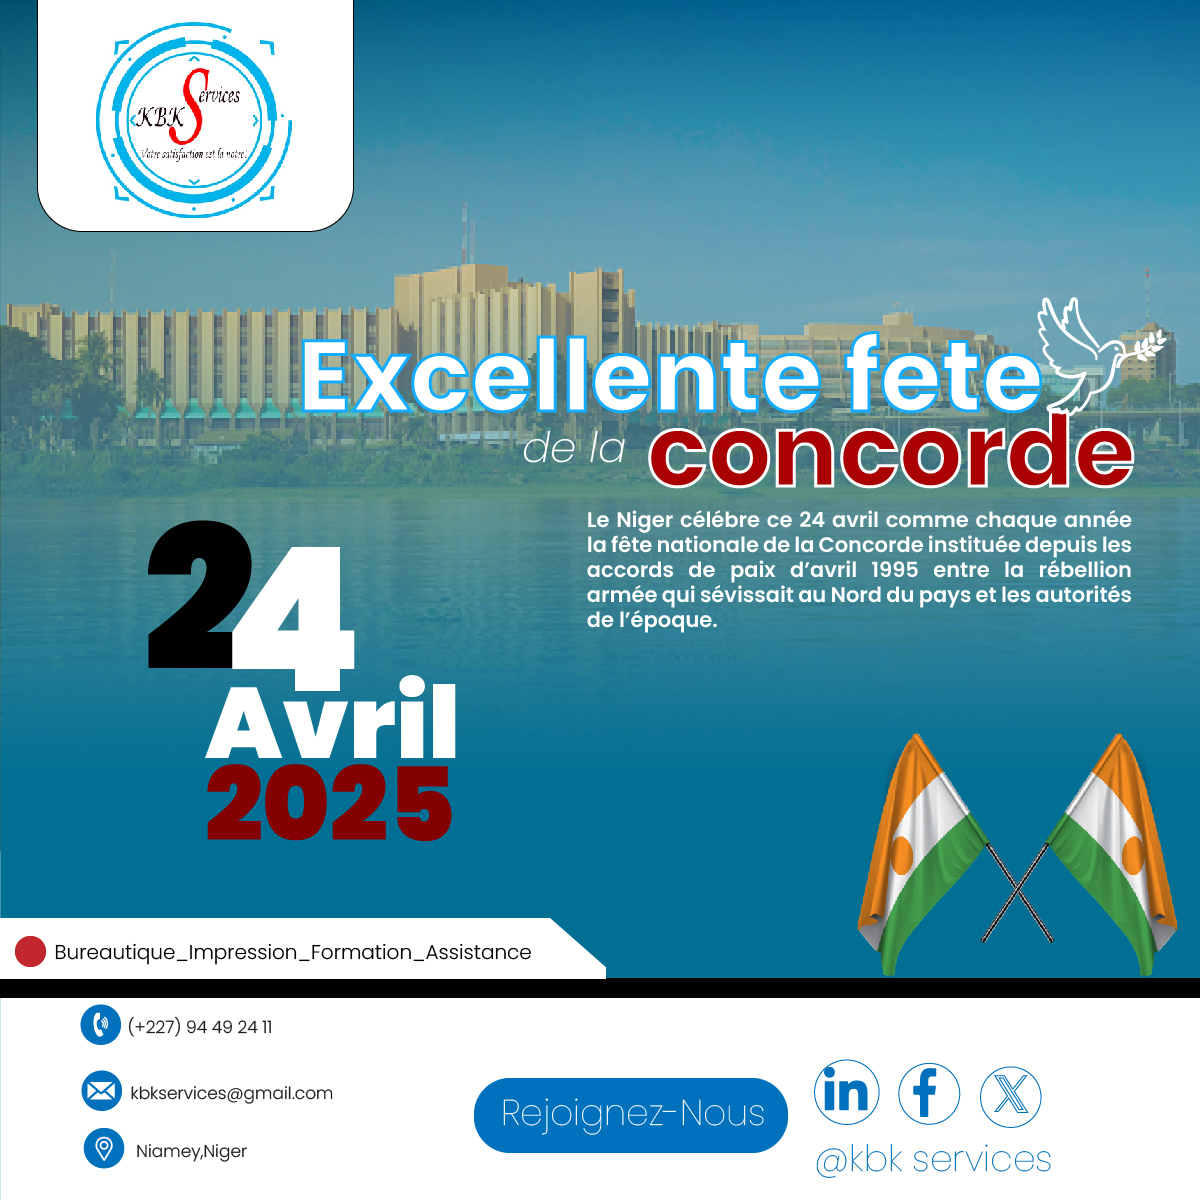 KBK Services
Votre satisfaction est la notre!
Excellente fete
de la concorde
Le Niger célébre ce 24 avril comme chaque année
la fête nationale de la Concorde instituée depuis les
accords de paix d’avril 1995 entre la rébellion
armée qui sévissait au Nord du pays et les autorités
de l’époque.
24
Avril
2025
Bureautique_Impression_Formation_Assistance
(+227) 94 49 24 11
kbkservices@gmail.com
Niamey,Niger
Rejoignez-Nous
@kbk services